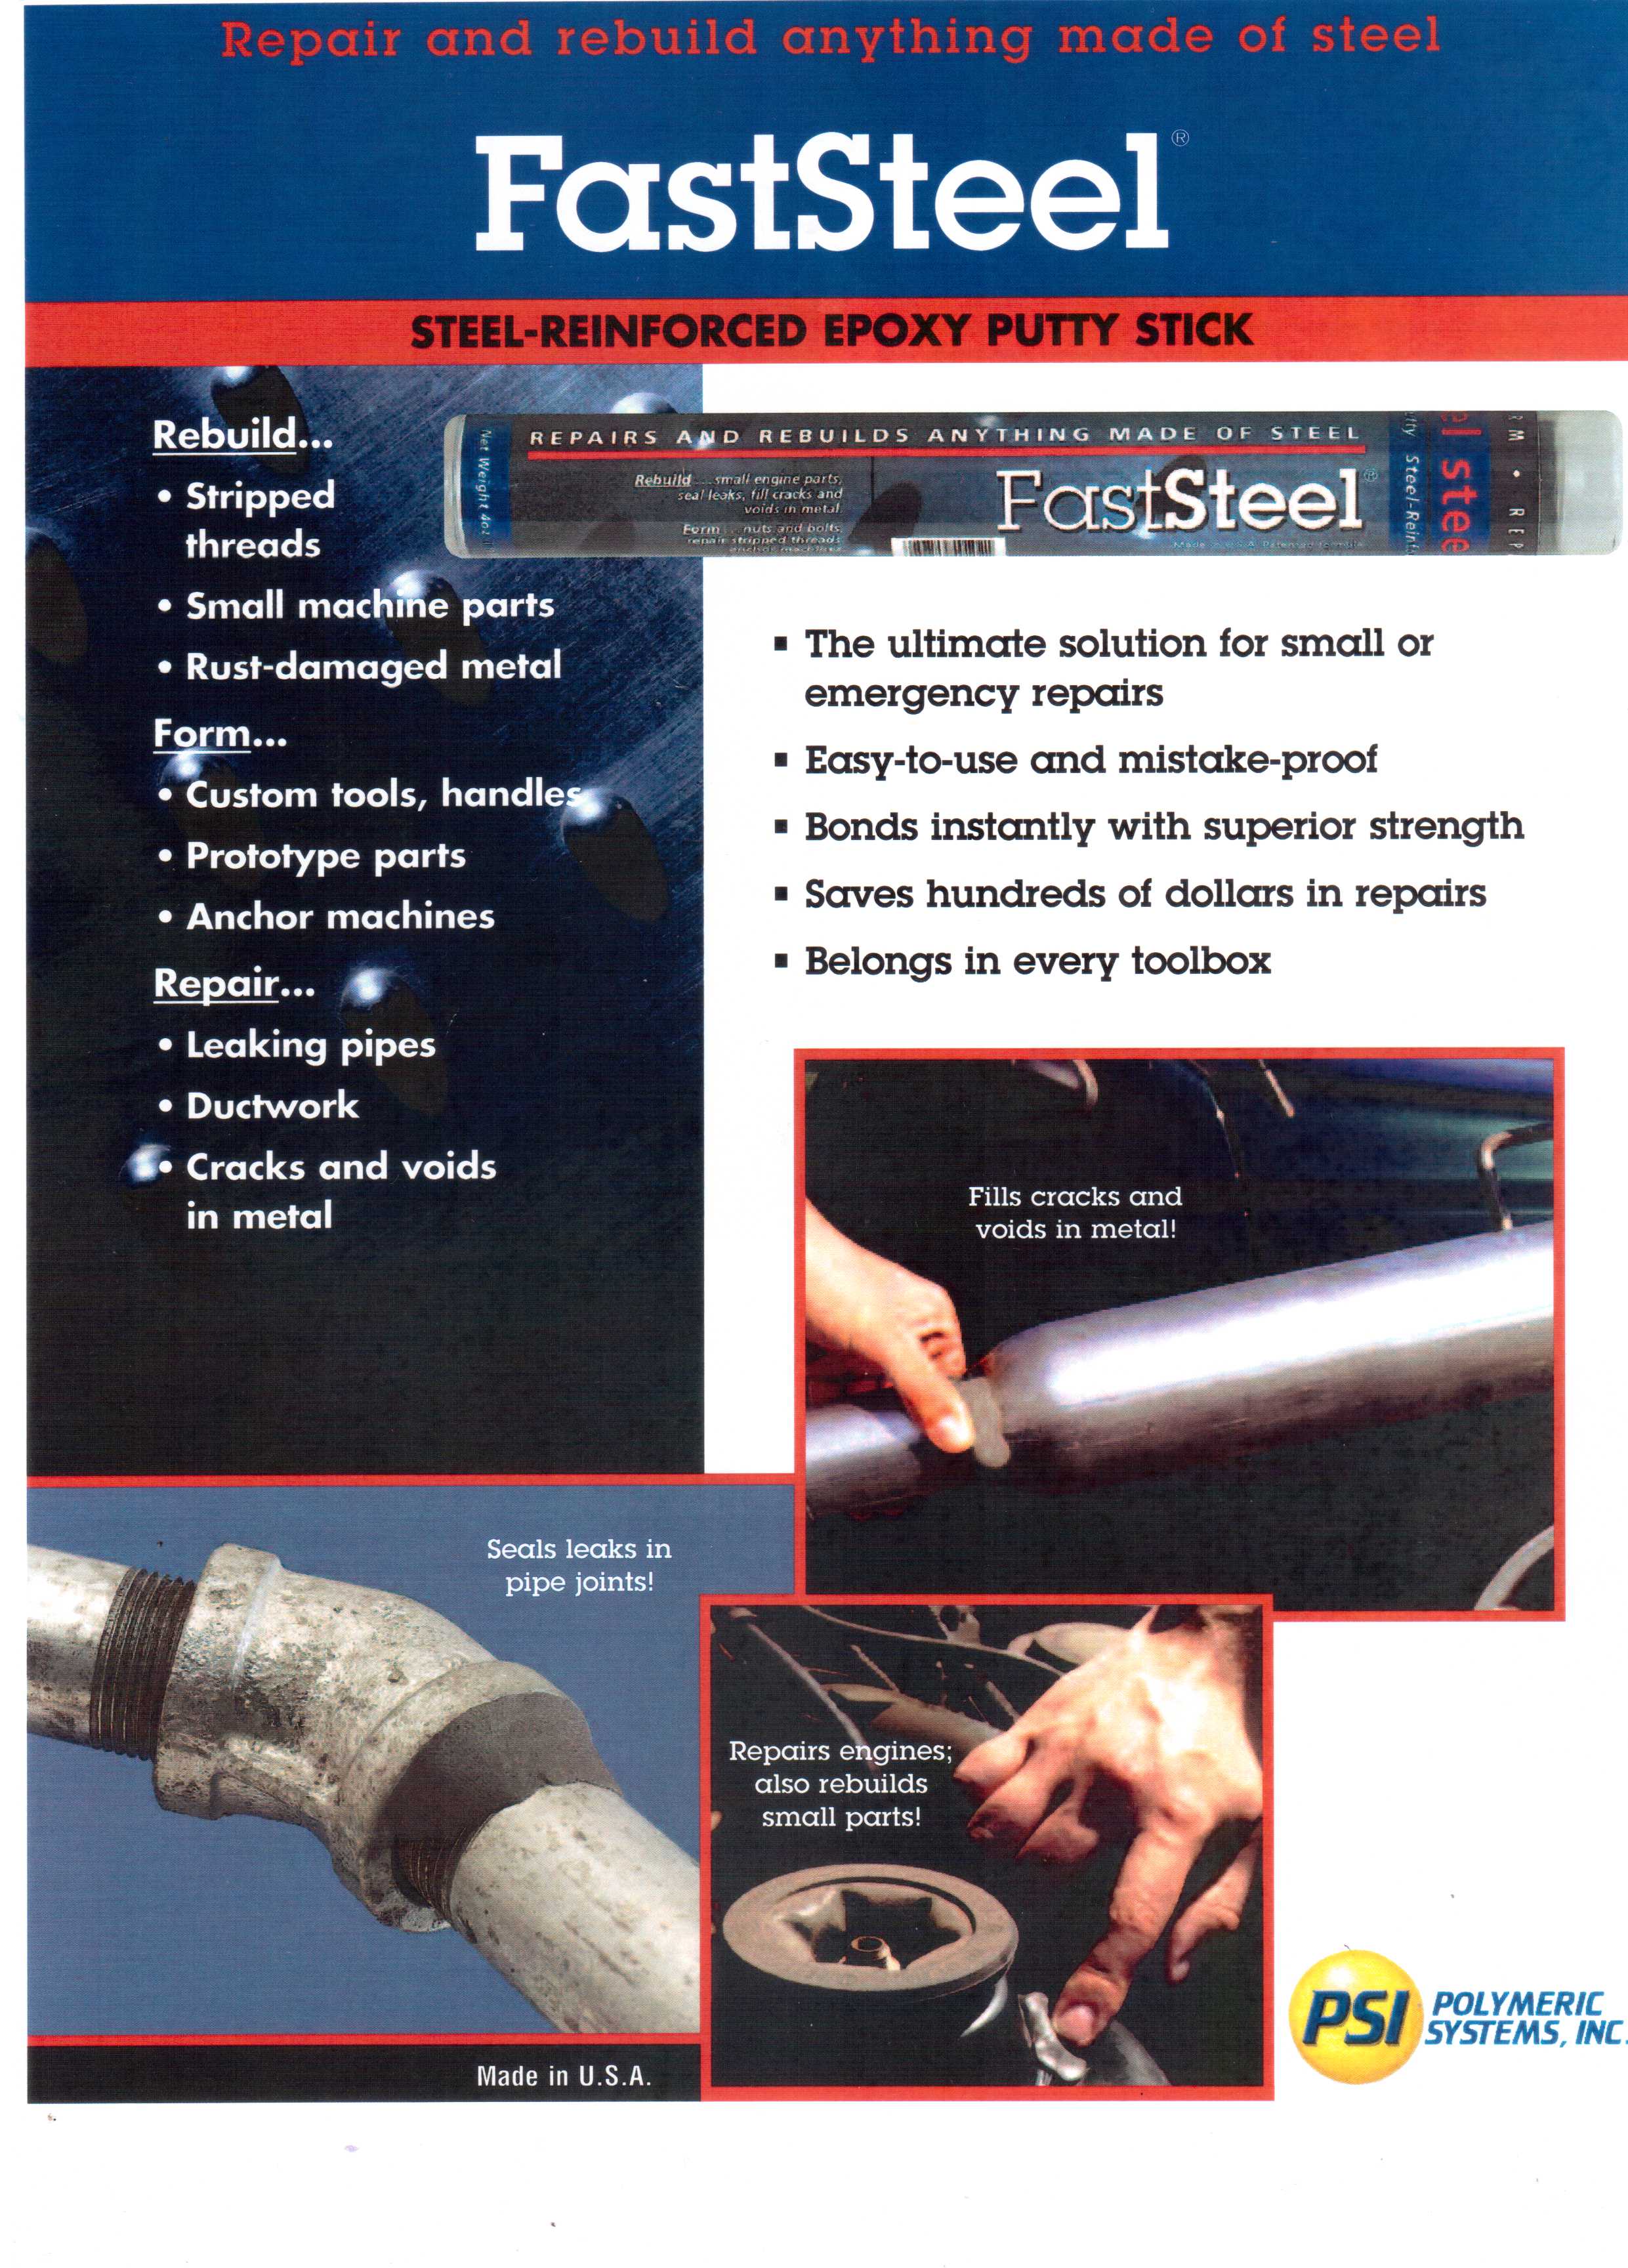 Repair and rebuild anything made of steel
FastSteel®
STEEL-REINFORCED EPOXY PUTTY STICK
Rebuild...
• Stripped
threads
• Small machine parts
• Rust-damaged metal
Form...
• Custom tools, handles
• Prototype parts
• Anchor machines
Repair...
• Leaking pipes
• Ductwork
• Cracks and voids
in metal
Net Weight 4oz
REPAIRS AND REBUILDS ANYTHING MADE OF STEEL
Rebuild... small engine parts,
seal leaks, fill cracks and
voids in metal.
Form... nuts and bolts,
repair stripped threads
FastSteel®
Made in U.S.A. Patented formula
Steel-Reinf
el stee
RM • REP
▪ The ultimate solution for small or
emergency repairs
▪ Easy-to-use and mistake-proof
▪ Bonds instantly with superior strength
▪ Saves hundreds of dollars in repairs
▪ Belongs in every toolbox
Fills cracks and
voids in metal!
Seals leaks in
pipe joints!
Repairs engines;
also rebuilds
small parts!
Made in U.S.A.
PSI POLYMERIC
SYSTEMS, INC.